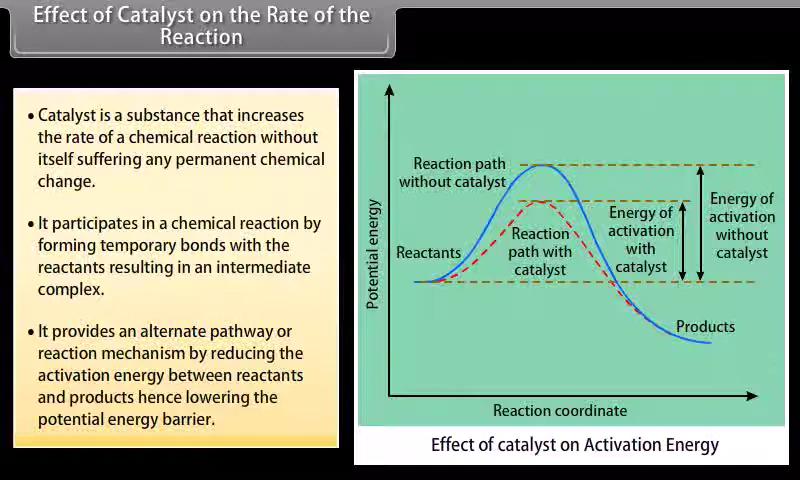 Effect of Catalyst on the Rate of the
Reaction
• Catalyst is a substance that increases
the rate of a chemical reaction without
itself suffering any permanent chemical
change.
• It participates in a chemical reaction by
forming temporary bonds with the
reactants resulting in an intermediate
complex.
• It provides an alternate pathway or
reaction mechanism by reducing the
activation energy between reactants
and products hence lowering the
potential energy barrier.
Potential energy
Reaction path
without catalyst
Reactants
Reaction
path with
catalyst
Energy of
activation
with
catalyst
Energy of
activation
without
catalyst
Products
Reaction coordinate
Effect of catalyst on Activation Energy